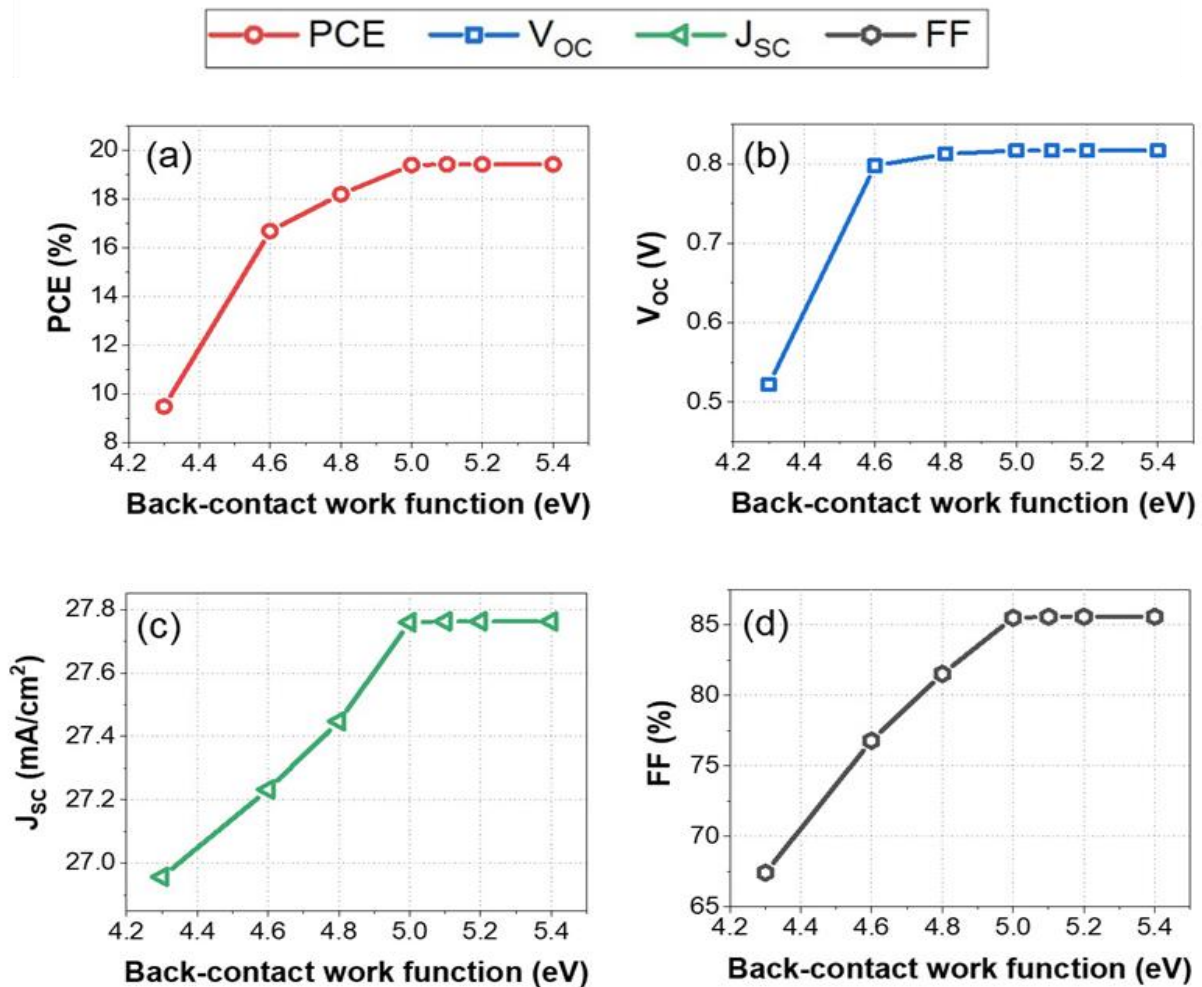 PCE V_OC J_SC FF
(a)
PCE (%)
20
18
16
14
12
10
8
4.2 4.4 4.6 4.8 5.0 5.2 5.4
Back-contact work function (eV)
(b)
V_OC (V)
0.8
0.7
0.6
0.5
4.2 4.4 4.6 4.8 5.0 5.2 5.4
Back-contact work function (eV)
(c)
J_SC (mA/cm²)
27.8
27.6
27.4
27.2
27.0
4.2 4.4 4.6 4.8 5.0 5.2 5.4
Back-contact work function (eV)
(d)
FF (%)
85
80
75
70
65
4.2 4.4 4.6 4.8 5.0 5.2 5.4
Back-contact work function (eV)